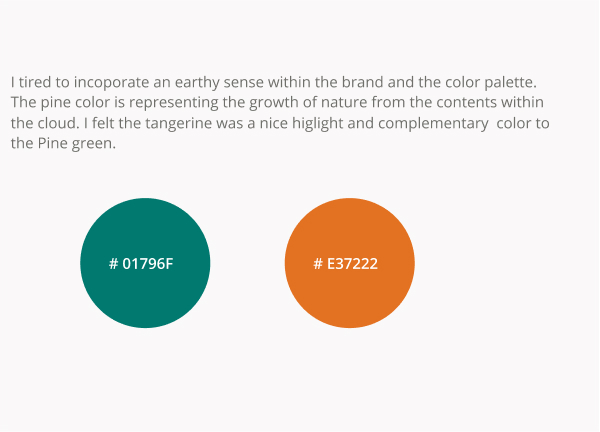 I tired to incoporate an earthy sense within the brand and the color palette.
The pine color is representing the growth of nature from the contents within
the cloud. I felt the tangerine was a nice higlight and complementary  color to
the Pine green.
# 01796F
# E37222